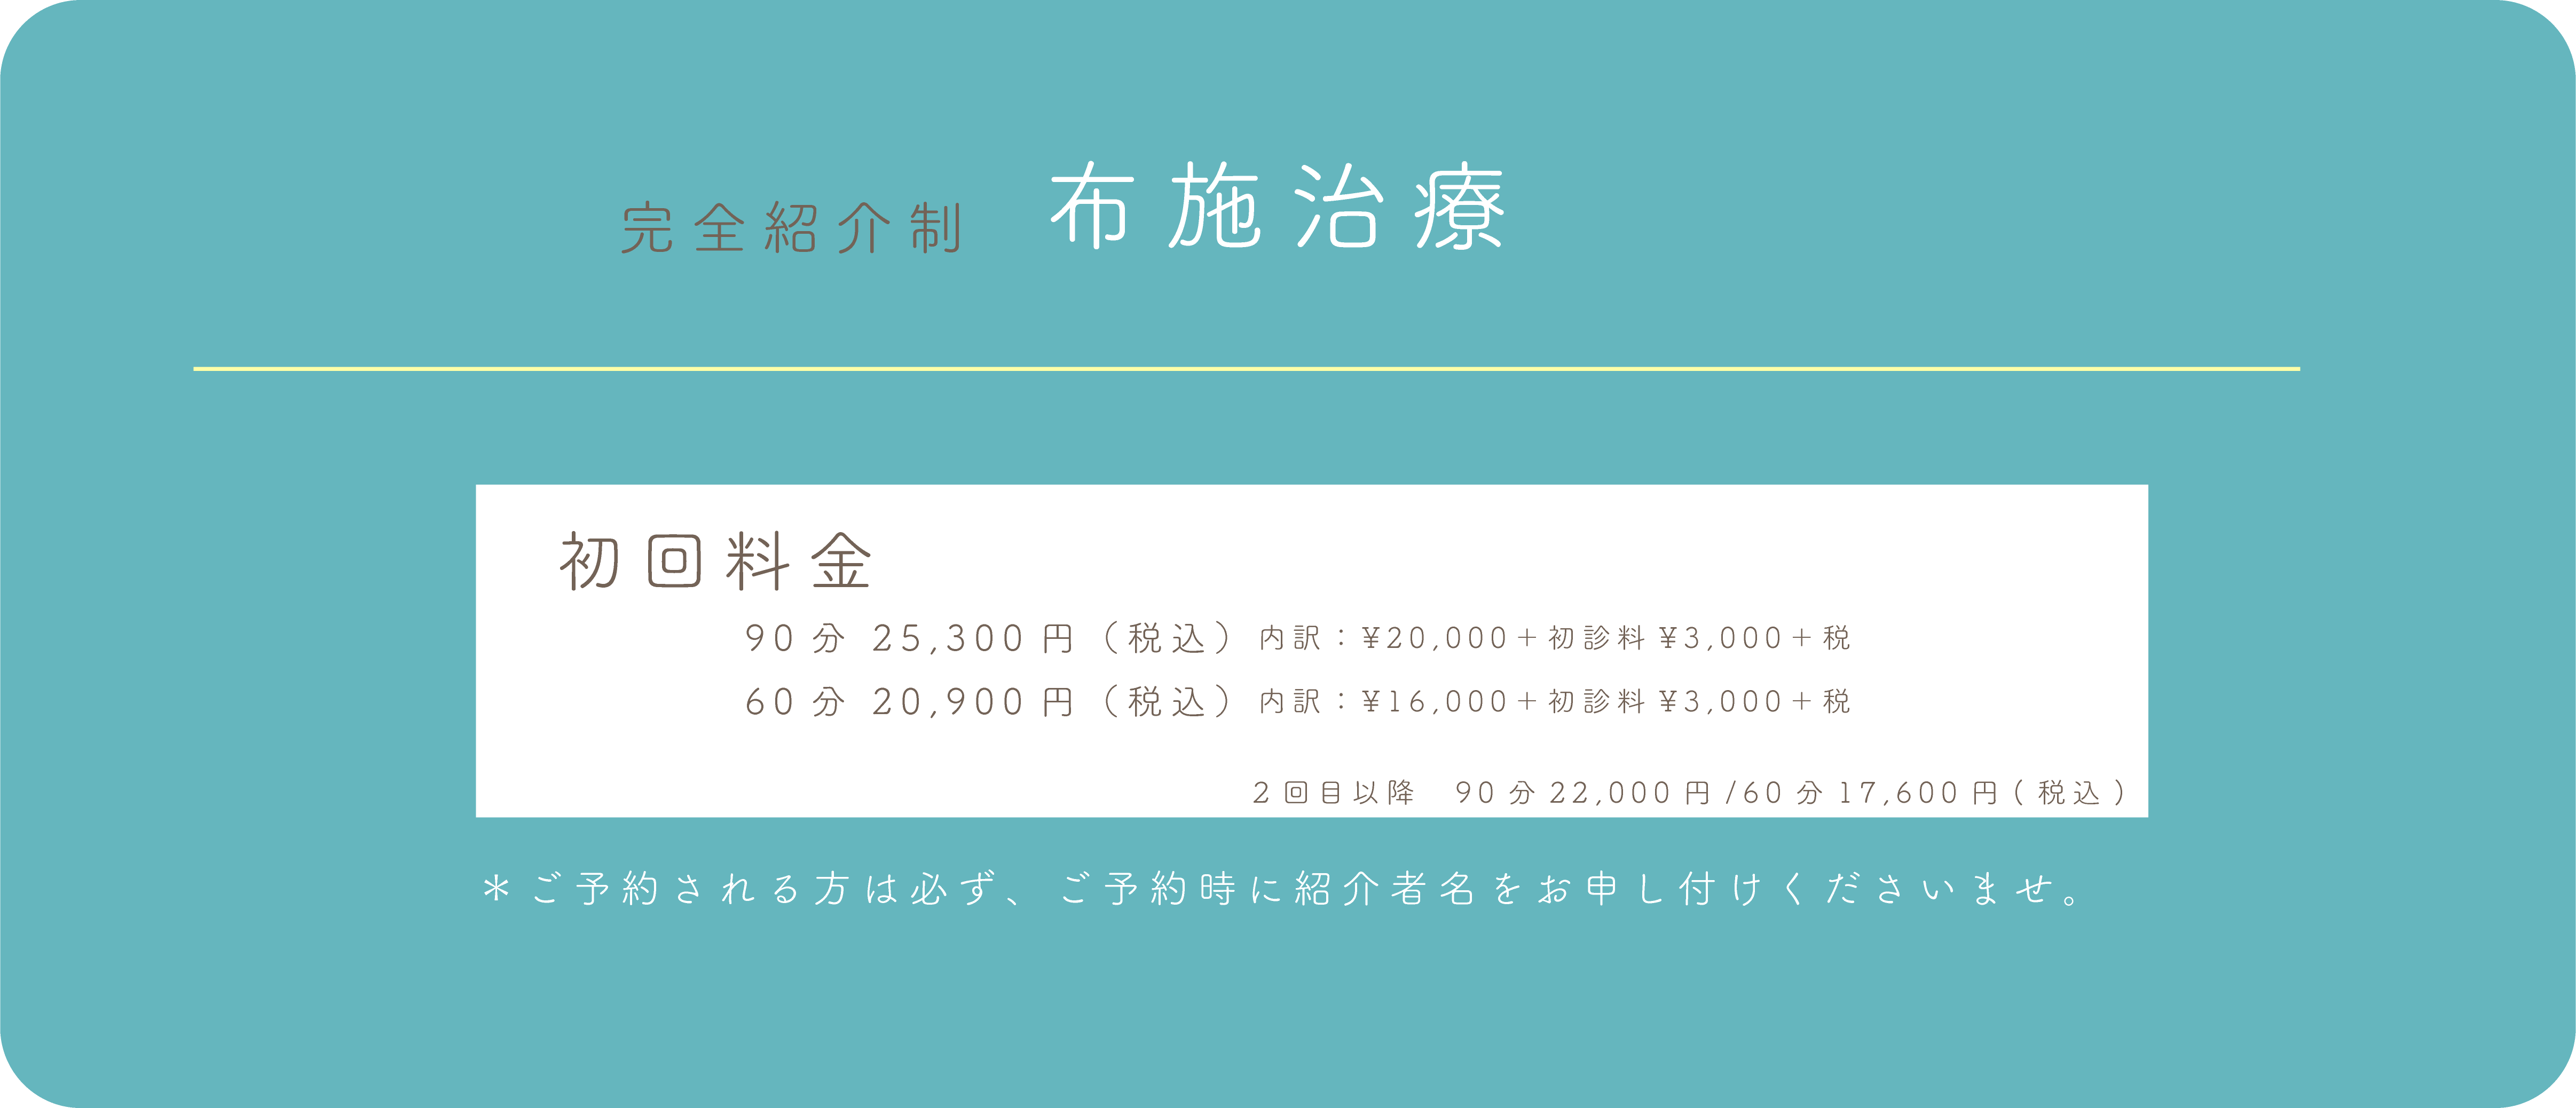 完全紹介制 布施治療
初回料金
90分 25,300円（税込）内訳：¥20,000＋初診料¥3,000＋税
60分 20,900円（税込）内訳：¥16,000＋初診料¥3,000＋税
2回目以降　90分22,000円/60分17,600円(税込)
＊ご予約される方は必ず、ご予約時に紹介者名をお申し付けくださいませ。